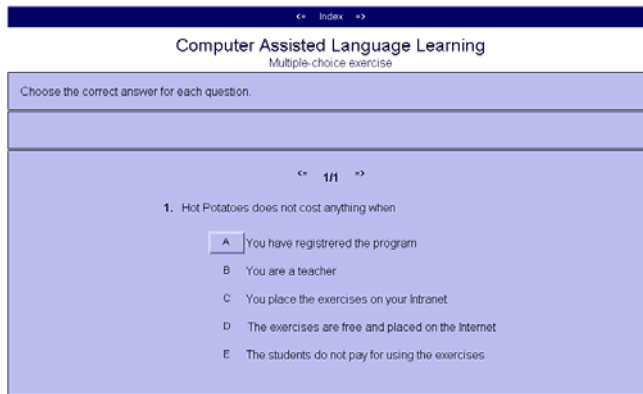 <= Index =>
Computer Assisted Language Learning
Multiple-choice exercise
Choose the correct answer for each question.
<= 1/1 =>
1. Hot Potatoes does not cost anything when
A You have registrered the program
B You are a teacher
C You place the exercises on your Intranet
D The exercises are free and placed on the Internet
E The students do not pay for using the exercises